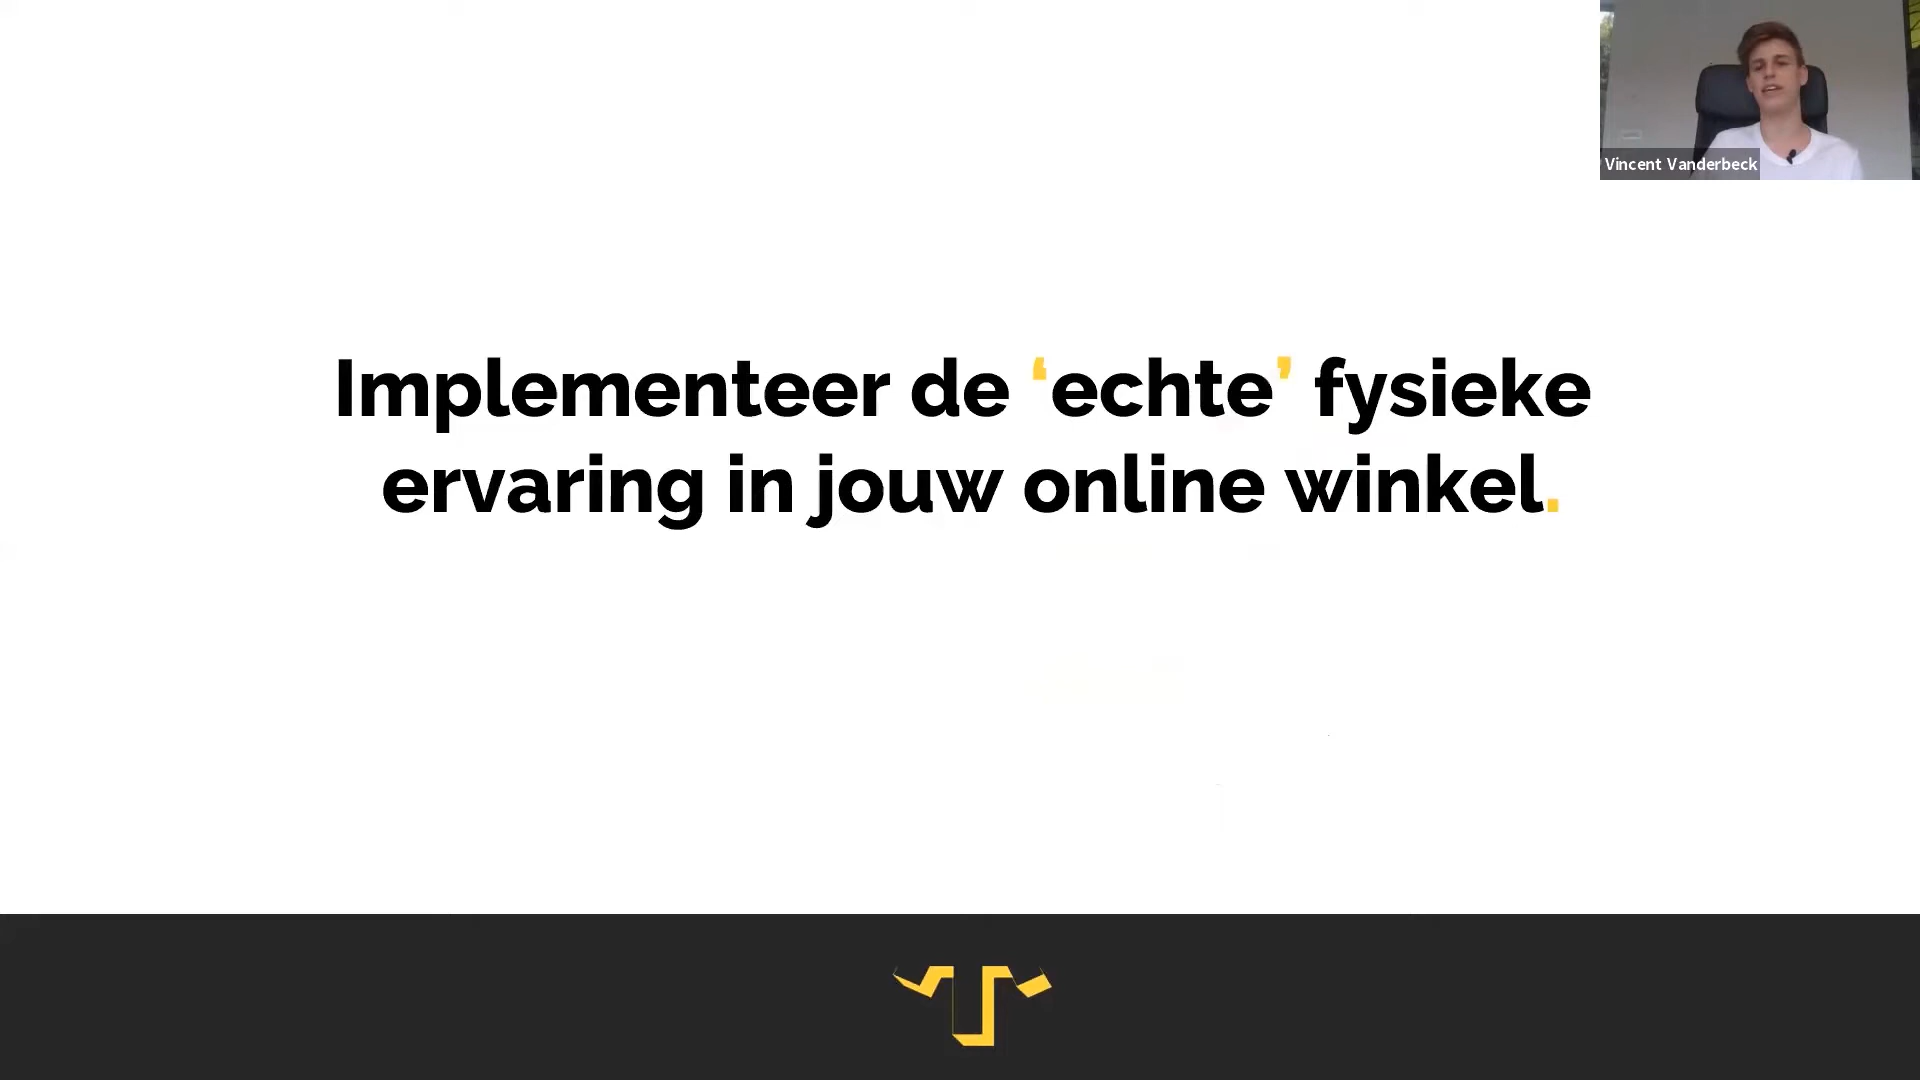 Vincent Vanderbeck
Implementeer de ‘echte’ fysieke
ervaring in jouw online winkel.